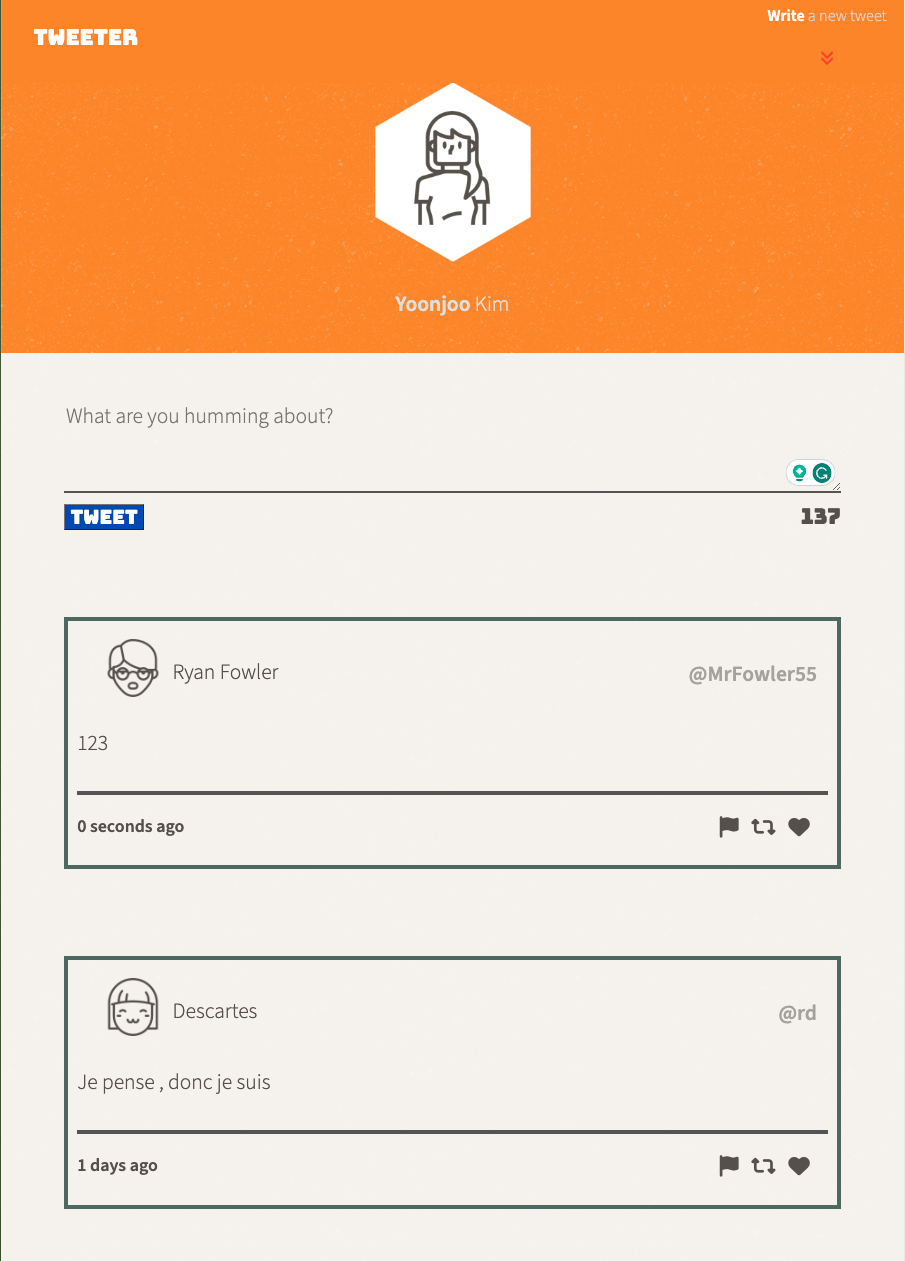 Write a new tweet
TWEETER
Yoonjoo Kim
What are you humming about?
TWEET
137
Ryan Fowler
@MrFowler55
123
0 seconds ago
Descartes
@rd
Je pense , donc je suis
1 days ago